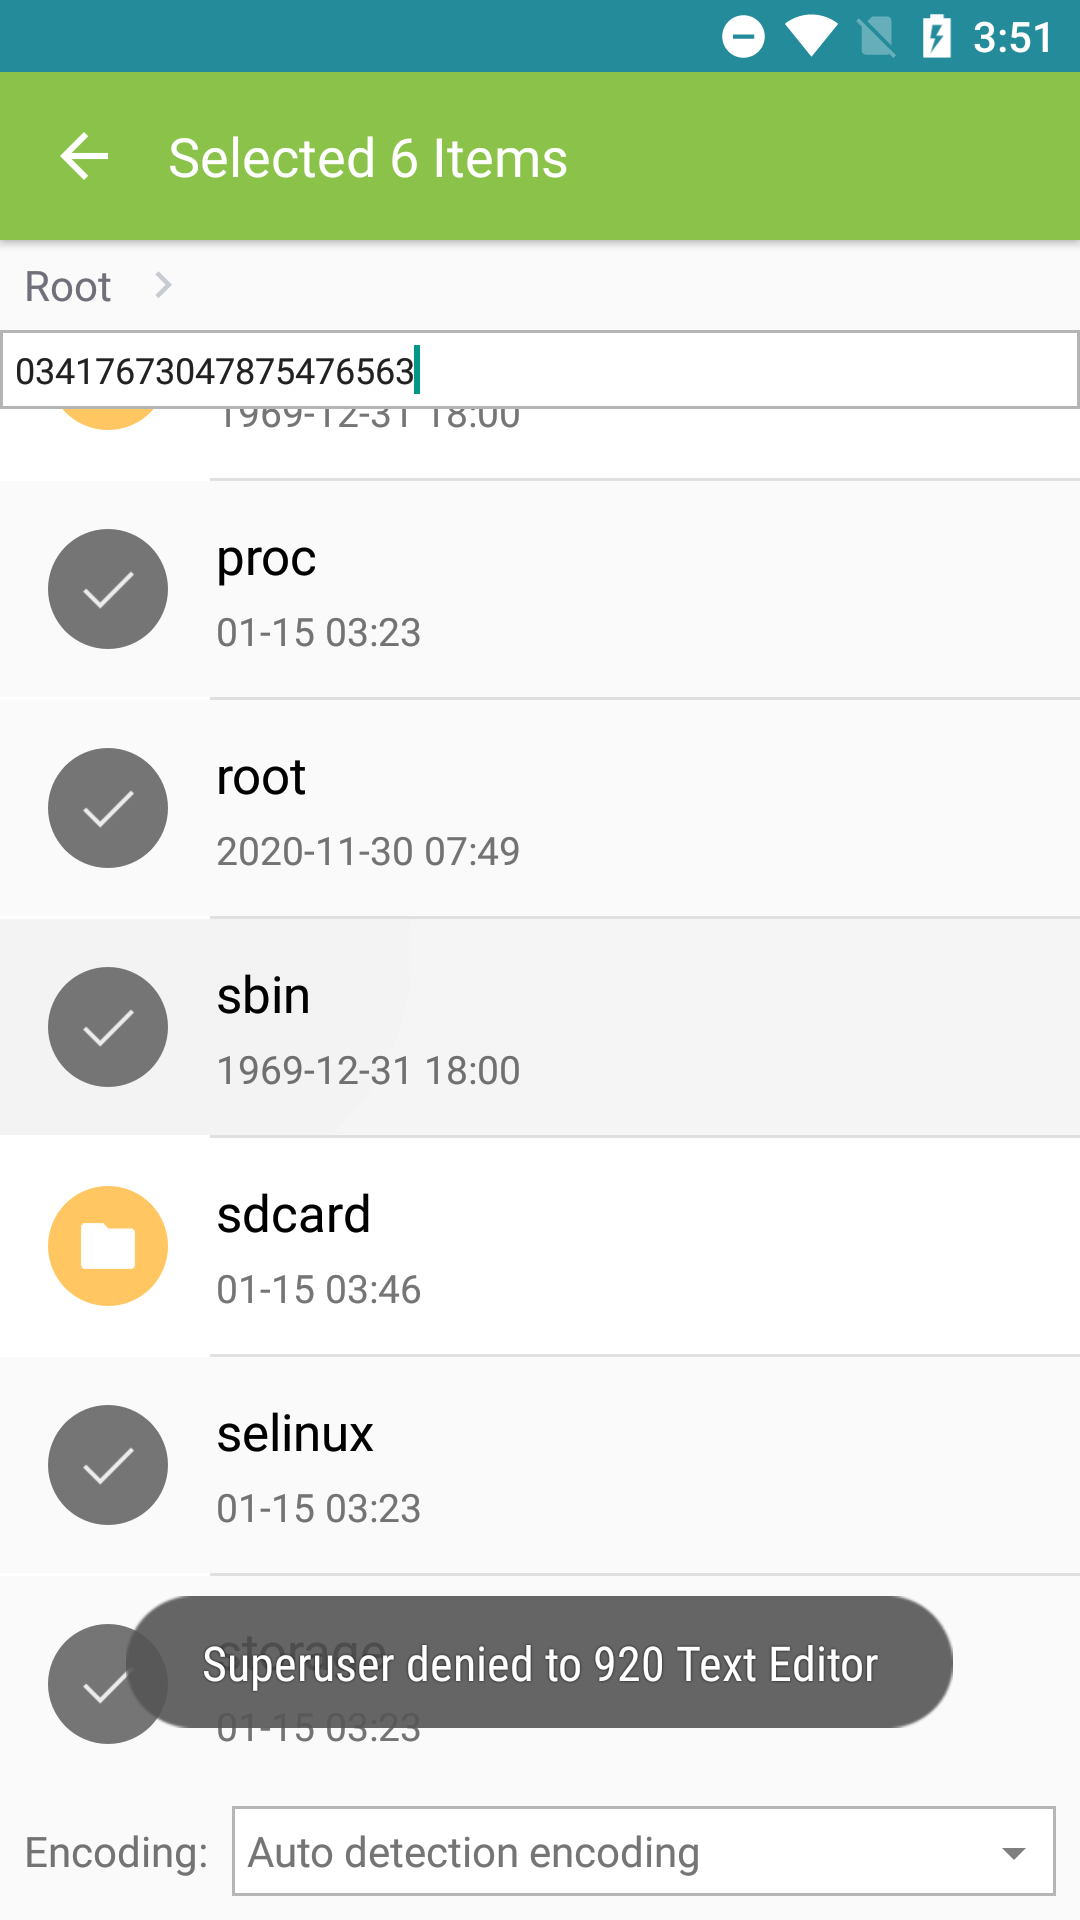 3:51
Selected 6 Items
Root
03417673047875476563
1969-12-31 18:00
proc
01-15 03:23
root
2020-11-30 07:49
sbin
1969-12-31 18:00
sdcard
01-15 03:46
selinux
01-15 03:23
storage
Superuser denied to 920 Text Editor
01-15 03:23
Encoding: Auto detection encoding